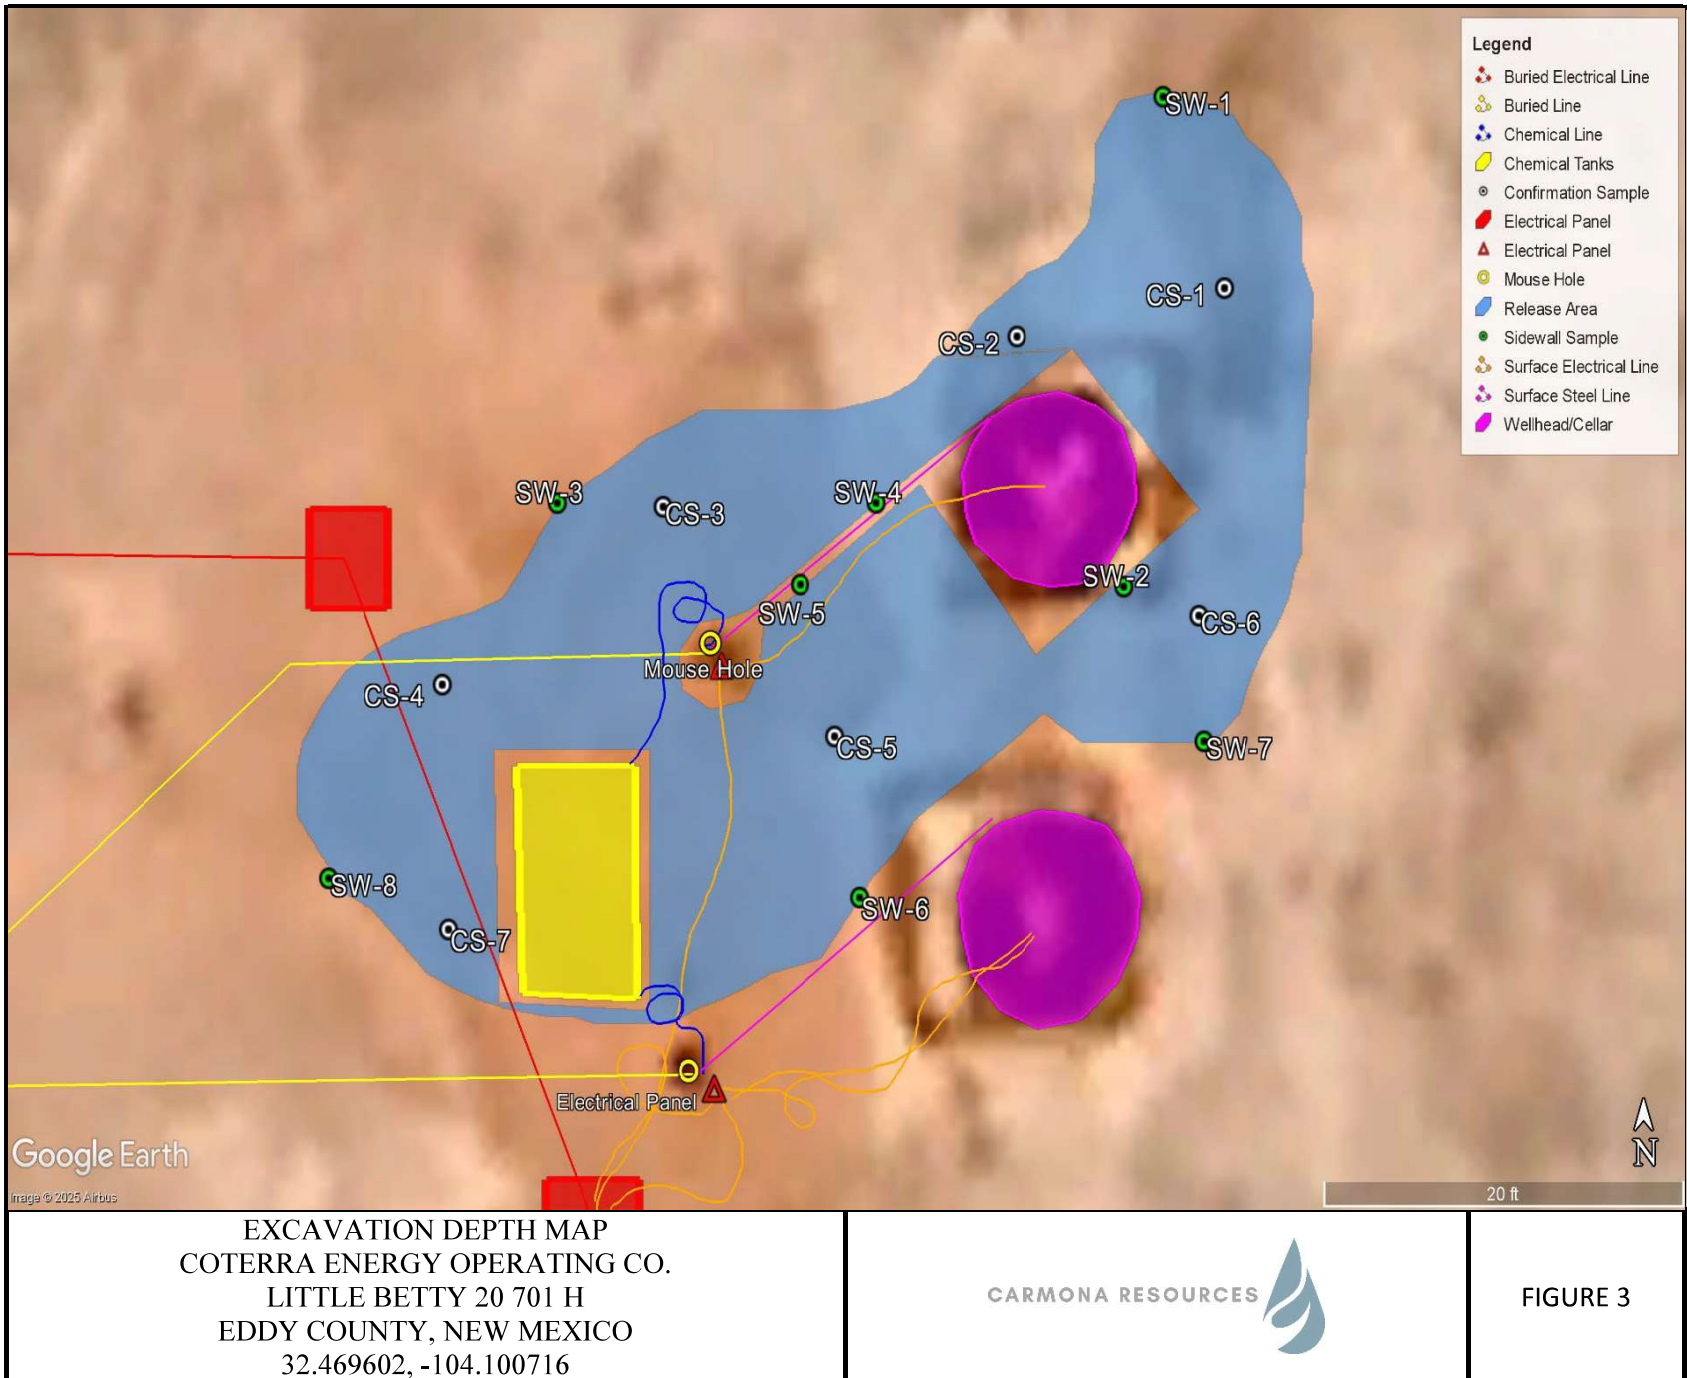 Legend
Buried Electrical Line
Buried Line
Chemical Line
Chemical Tanks
Confirmation Sample
Electrical Panel
Electrical Panel
Mouse Hole
Release Area
Sidewall Sample
Surface Electrical Line
Surface Steel Line
Wellhead/Cellar
SW-1
CS-1
CS-2
SW-3
CS-3
SW-4
SW-2
SW-5
CS-6
Mouse Hole
CS-4
CS-5
SW-7
SW-8
SW-6
CS-7
Electrical Panel
Google Earth
Image © 2025 Airbus
N
20 ft
EXCAVATION DEPTH MAP
COTERRA ENERGY OPERATING CO.
LITTLE BETTY 20 701 H
EDDY COUNTY, NEW MEXICO
32.469602, -104.100716
CARMONA RESOURCES
FIGURE 3